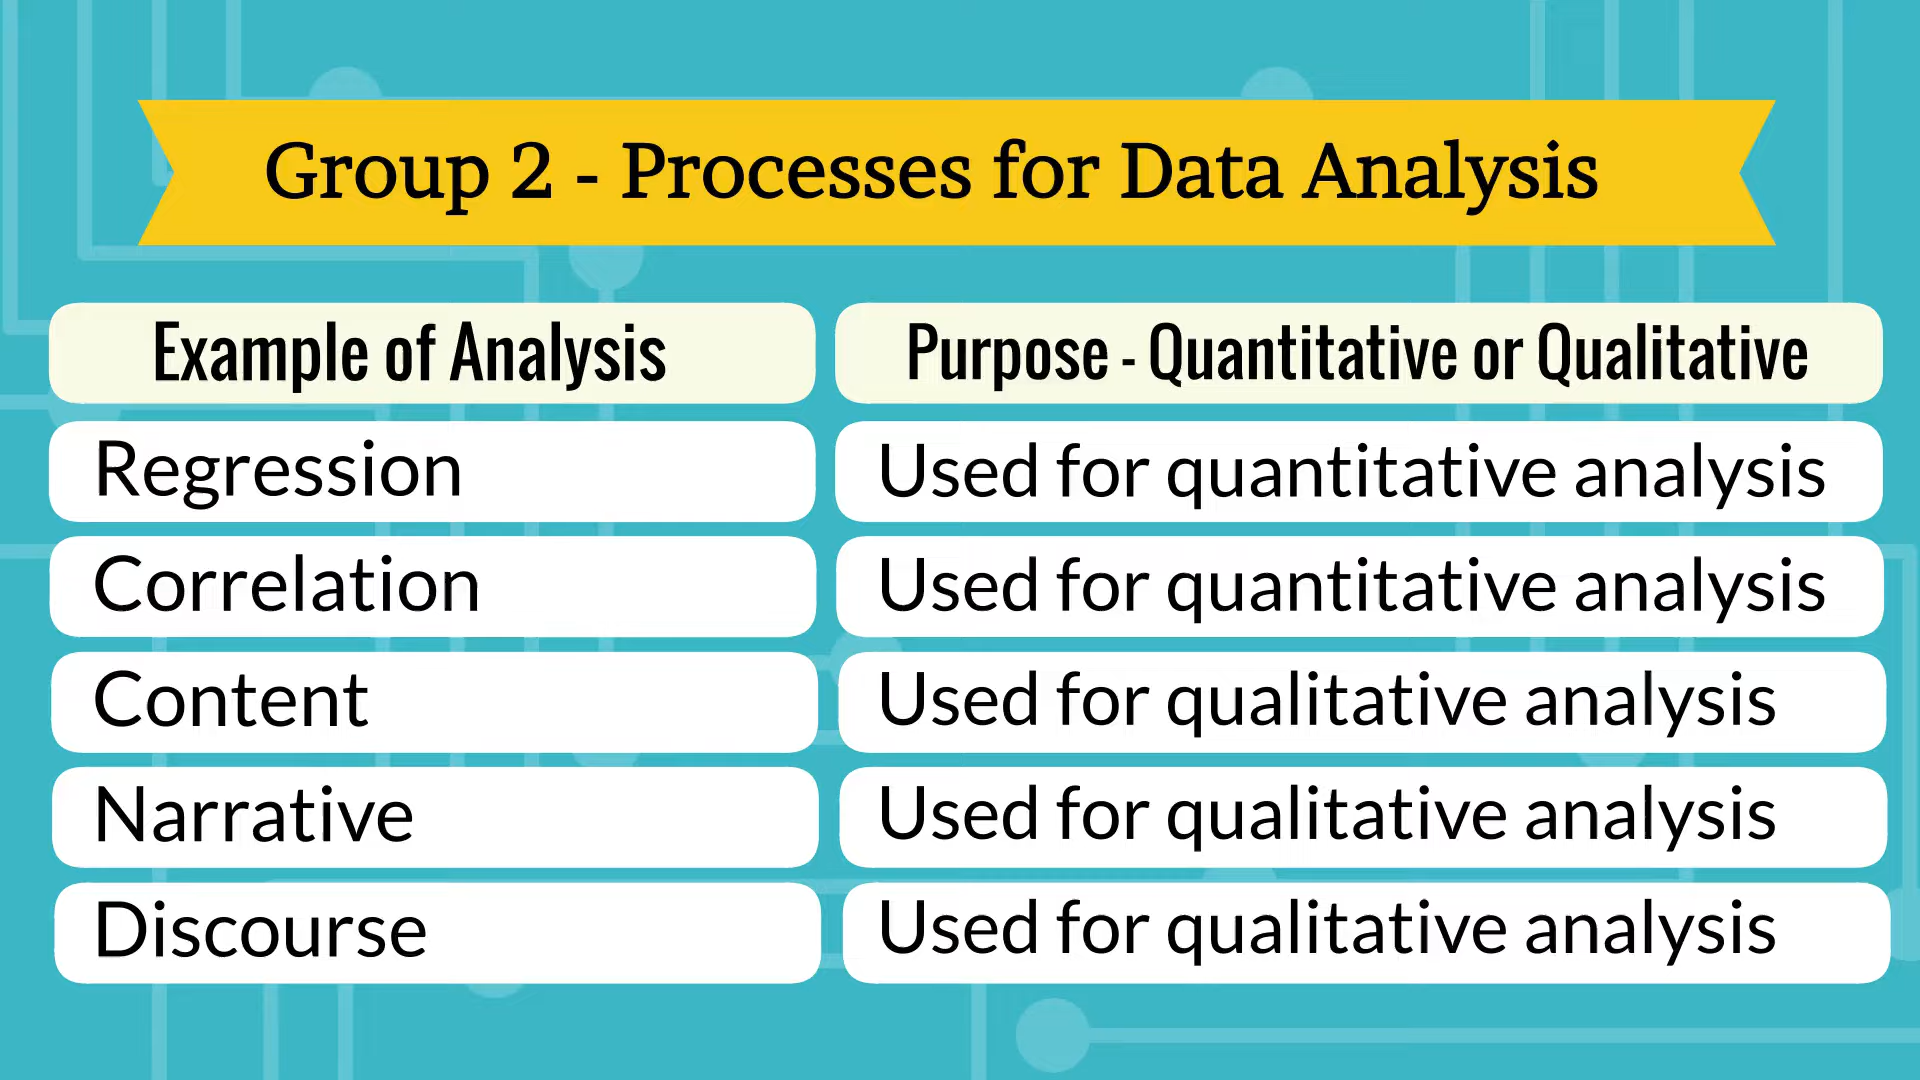 Group 2 - Processes for Data Analysis
Example of Analysis
Purpose - Quantitative or Qualitative
Regression
Used for quantitative analysis
Correlation
Used for quantitative analysis
Content
Used for qualitative analysis
Narrative
Used for qualitative analysis
Discourse
Used for qualitative analysis